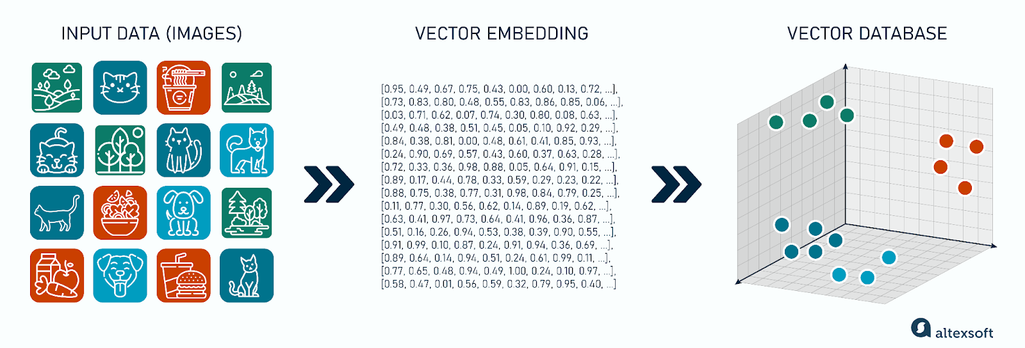 INPUT DATA (IMAGES)
VECTOR EMBEDDING
VECTOR DATABASE
[0.95, 0.49, 0.67, 0.75, 0.43, 0.00, 0.60, 0.13, 0.72, ...],
[0.73, 0.83, 0.80, 0.48, 0.55, 0.83, 0.86, 0.85, 0.06, ...],
[0.03, 0.71, 0.62, 0.07, 0.74, 0.30, 0.80, 0.08, 0.63, ...],
[0.49, 0.48, 0.38, 0.51, 0.45, 0.05, 0.10, 0.92, 0.29, ...],
[0.84, 0.38, 0.81, 0.00, 0.48, 0.61, 0.41, 0.85, 0.93, ...],
[0.24, 0.90, 0.69, 0.57, 0.43, 0.60, 0.37, 0.63, 0.28, ...],
[0.72, 0.33, 0.36, 0.98, 0.88, 0.05, 0.64, 0.91, 0.15, ...],
[0.89, 0.17, 0.44, 0.78, 0.33, 0.59, 0.29, 0.23, 0.22, ...],
[0.88, 0.75, 0.38, 0.77, 0.31, 0.98, 0.84, 0.79, 0.25, ...],
[0.11, 0.77, 0.30, 0.56, 0.62, 0.14, 0.89, 0.19, 0.62, ...],
[0.63, 0.41, 0.97, 0.73, 0.64, 0.41, 0.96, 0.36, 0.87, ...],
[0.51, 0.16, 0.26, 0.94, 0.53, 0.38, 0.39, 0.90, 0.55, ...],
[0.91, 0.99, 0.10, 0.87, 0.24, 0.91, 0.94, 0.36, 0.69, ...],
[0.89, 0.64, 0.14, 0.94, 0.51, 0.24, 0.61, 0.99, 0.11, ...],
[0.77, 0.65, 0.48, 0.94, 0.49, 1.00, 0.24, 0.10, 0.97, ...],
[0.58, 0.47, 0.01, 0.56, 0.59, 0.32, 0.79, 0.95, 0.40, ...]
altexsoft